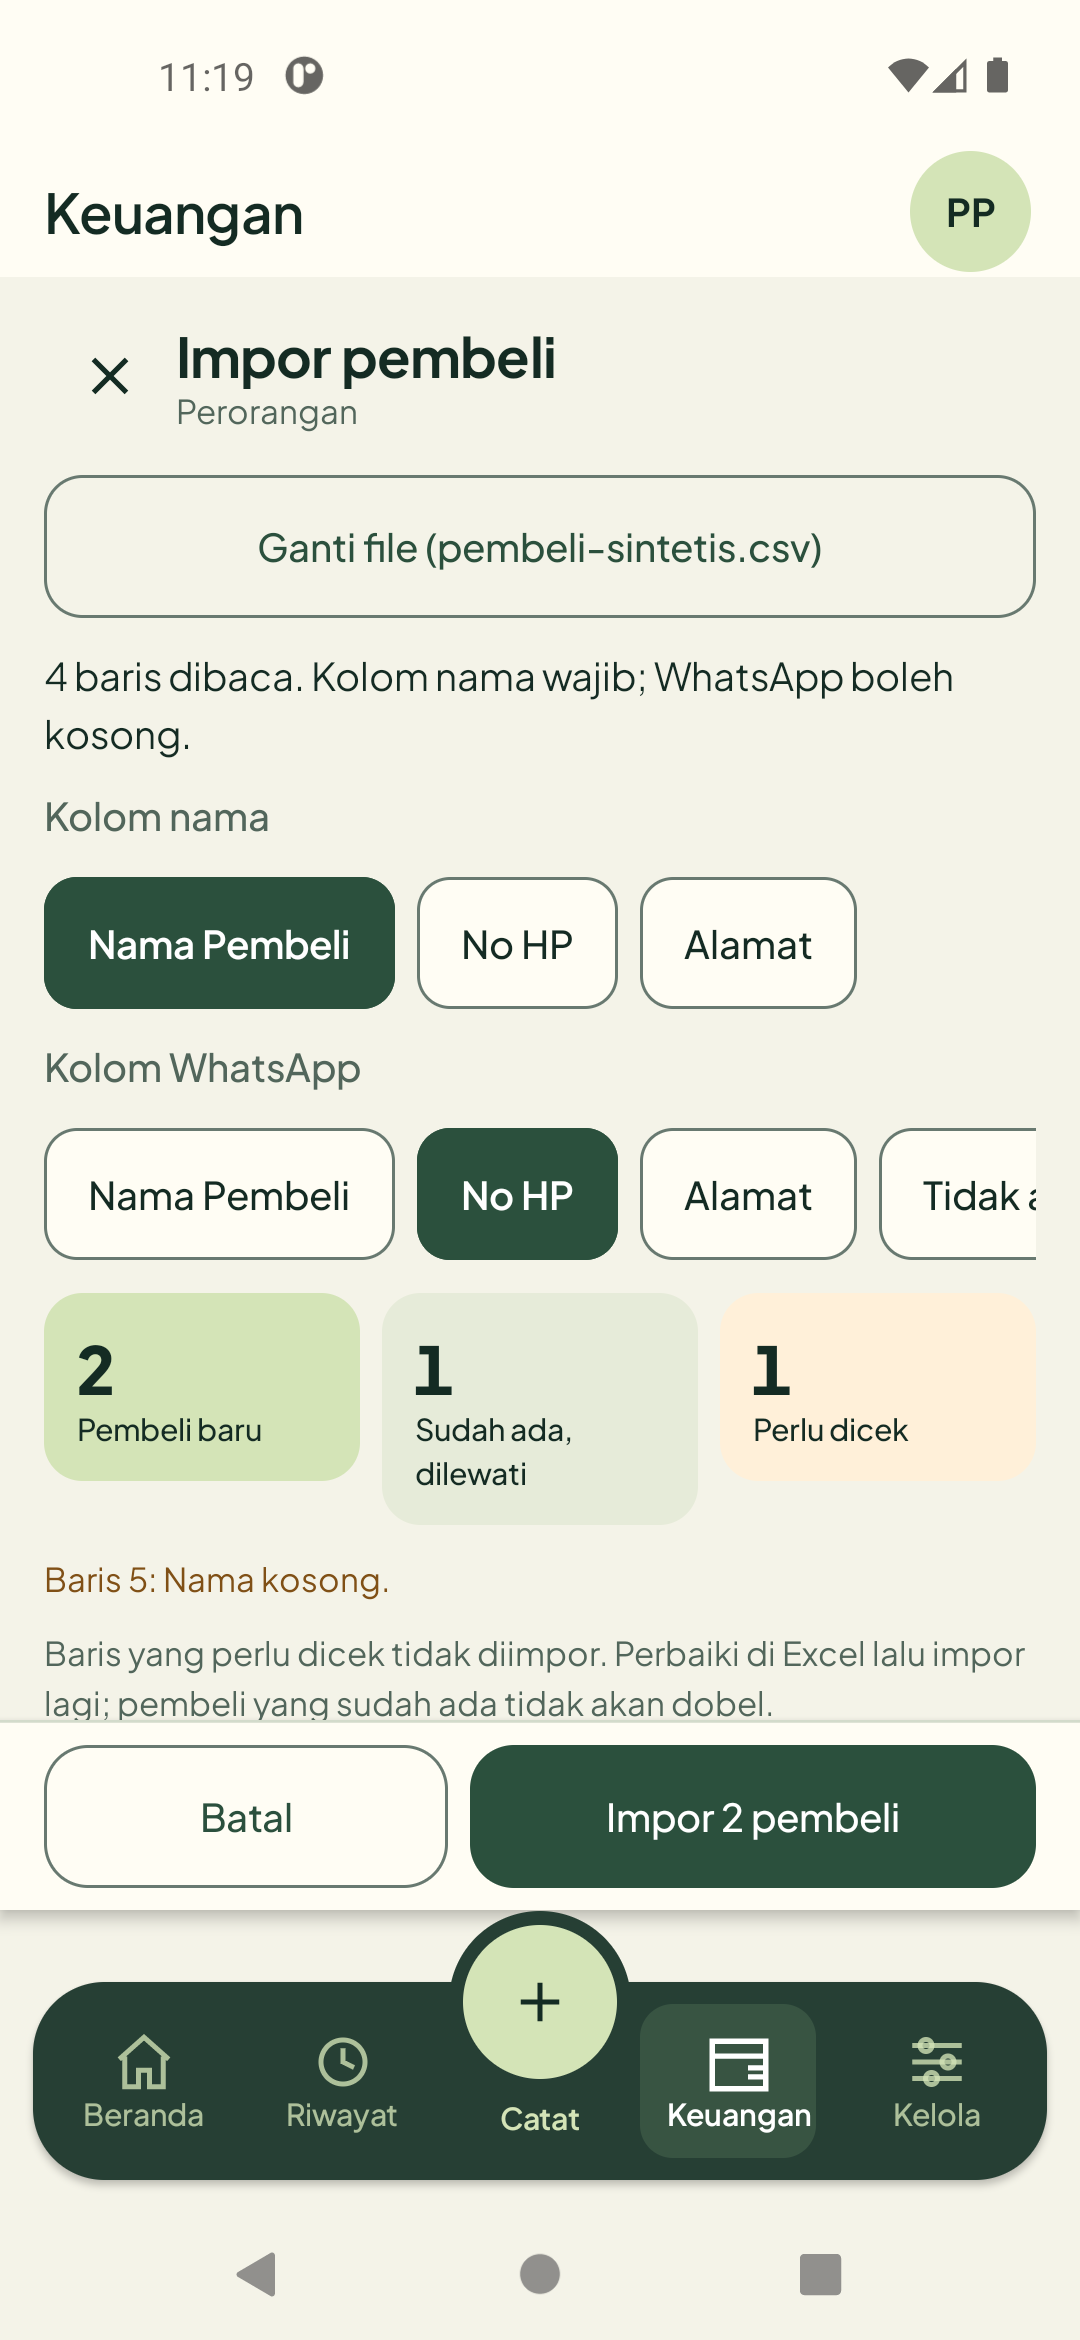 11:19
Keuangan
PP
Impor pembeli
Perorangan
Ganti file (pembeli-sintetis.csv)
4 baris dibaca. Kolom nama wajib; WhatsApp boleh
kosong.
Kolom nama
Nama Pembeli No HP Alamat
Kolom WhatsApp
Nama Pembeli No HP Alamat Tidak
2 1 1
Pembeli baru Sudah ada, Perlu dicek
dilewati
Baris 5: Nama kosong.
Baris yang perlu dicek tidak diimpor. Perbaiki di Excel lalu impor
lagi; pembeli yang sudah ada tidak akan dobel.
Batal Impor 2 pembeli
Beranda Riwayat Catat Keuangan Kelola